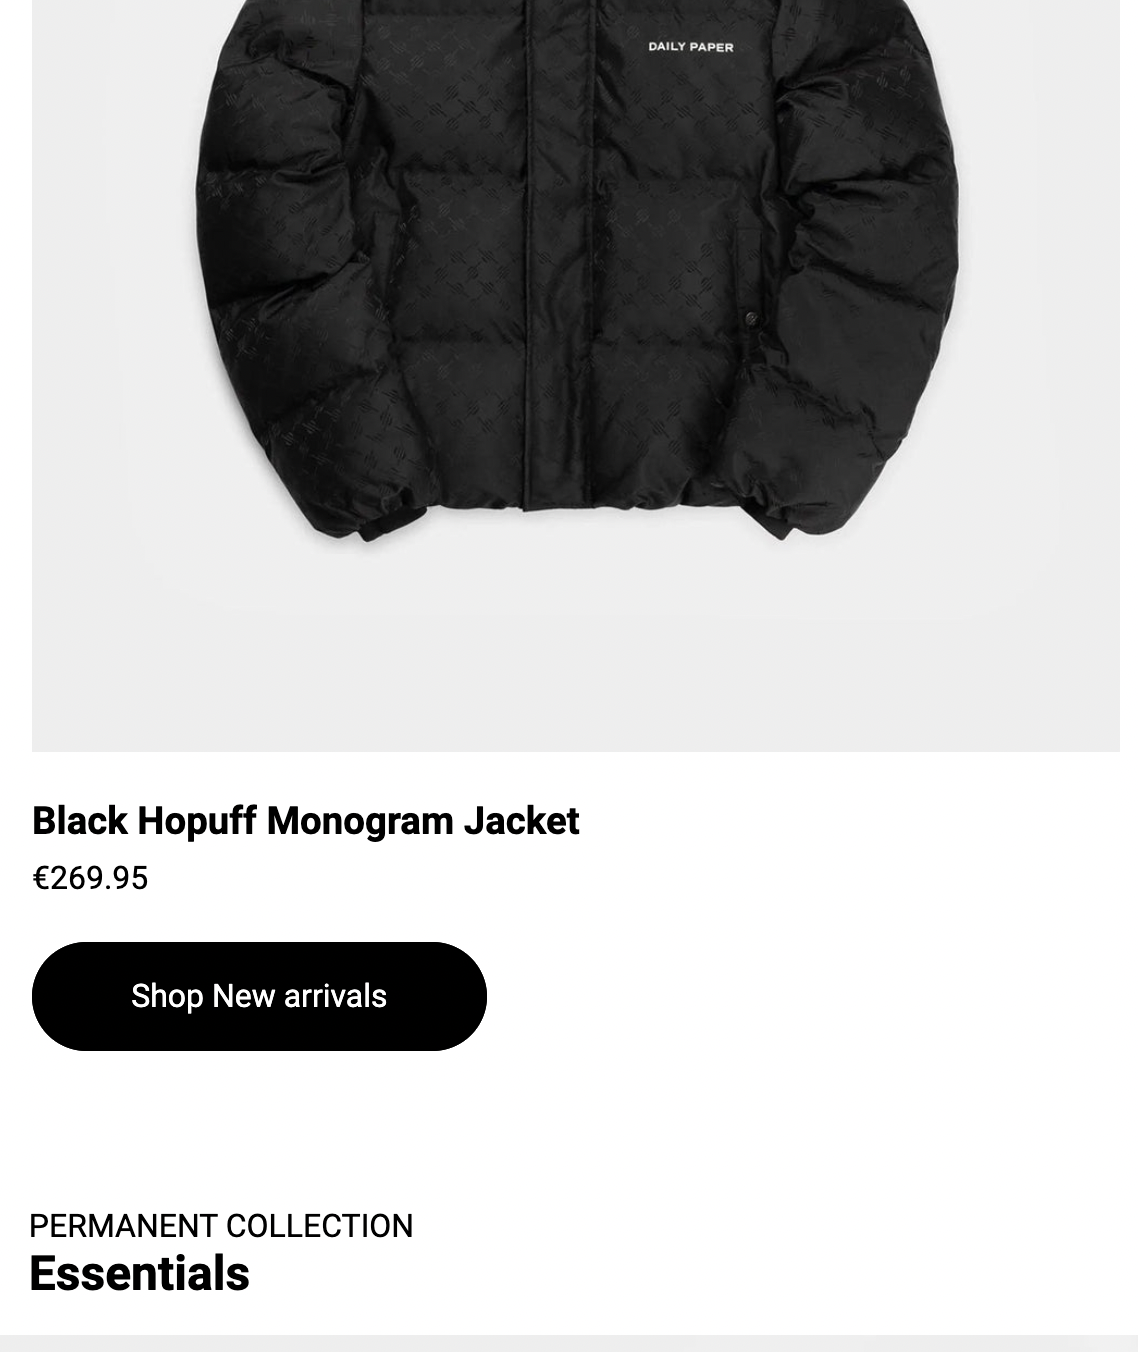 DAILY PAPER
Black Hopuff Monogram Jacket
€269.95
Shop New arrivals
PERMANENT COLLECTION
Essentials